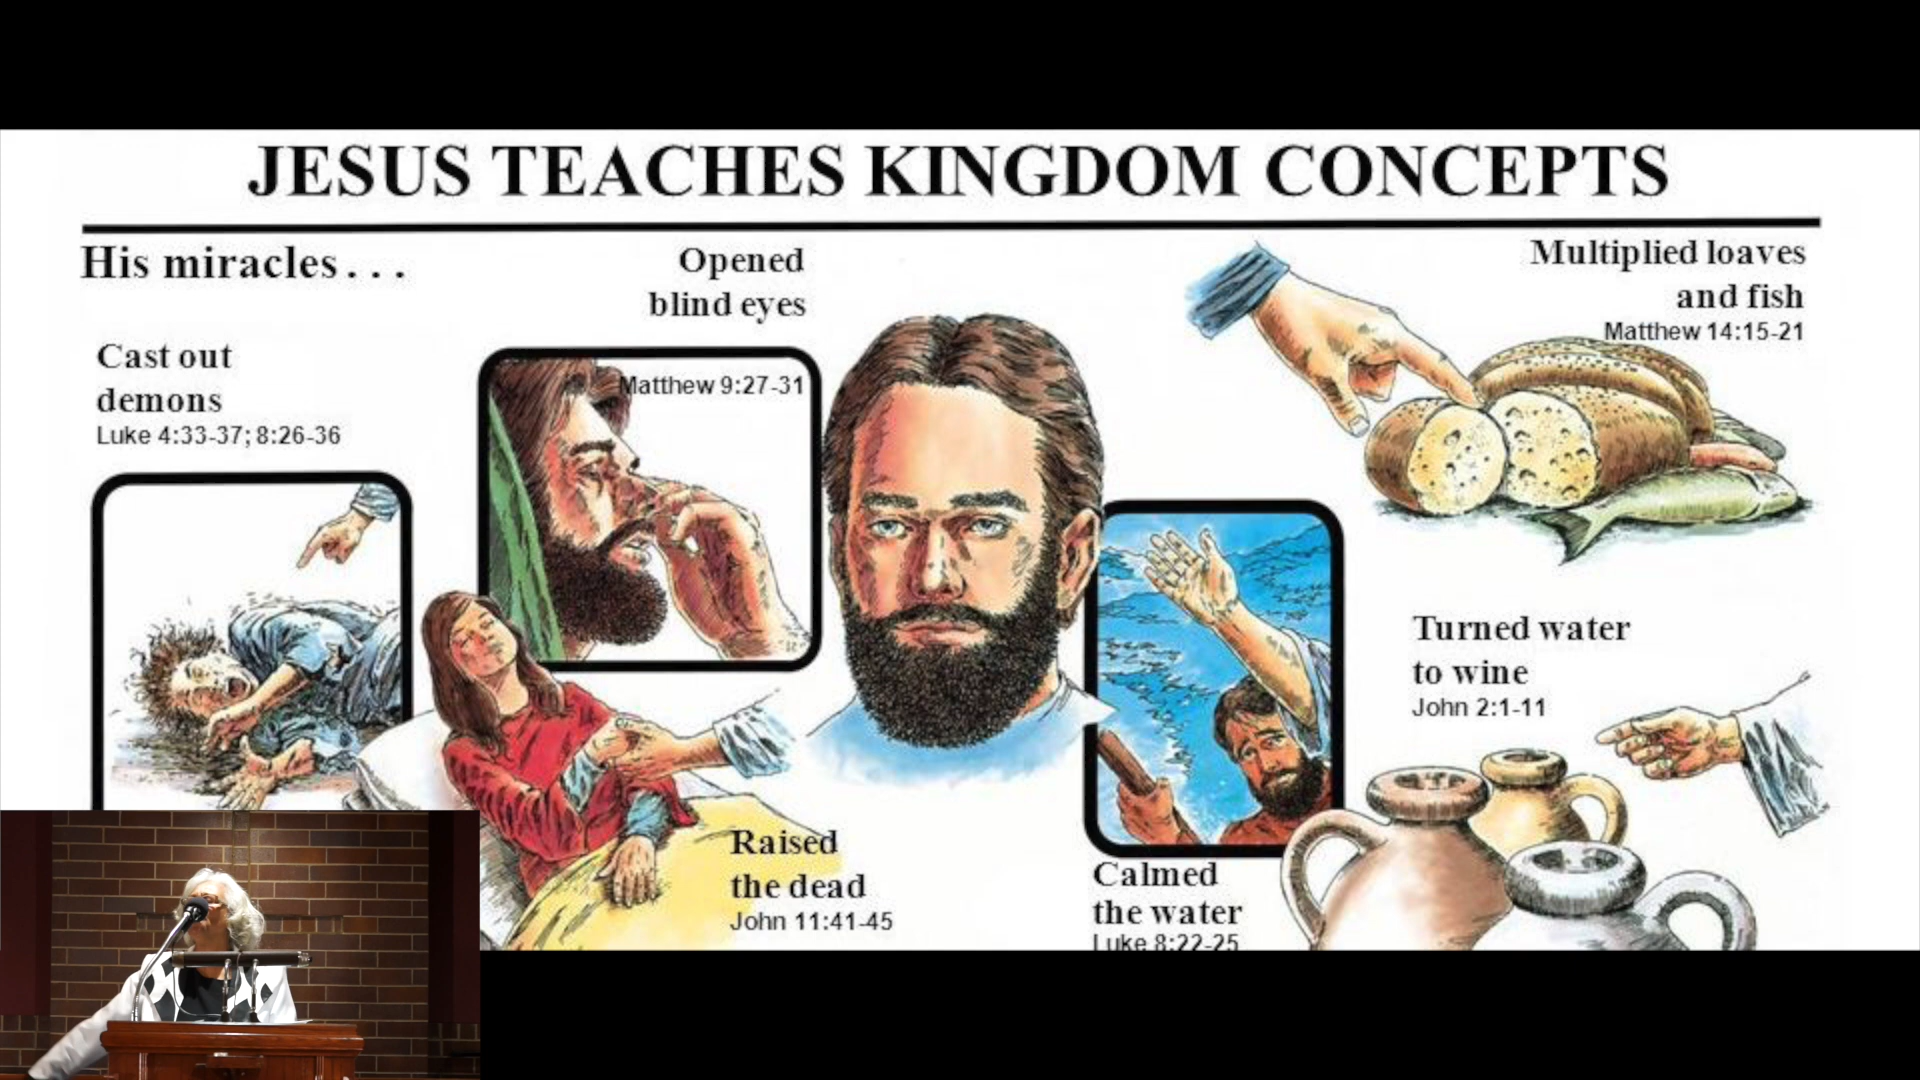 JESUS TEACHES KINGDOM CONCEPTS
His miracles . . .
Cast out
demons
Luke 4:33-37; 8:26-36
Opened
blind eyes
Matthew 9:27-31
Multiplied loaves
and fish
Matthew 14:15-21
Turned water
to wine
John 2:1-11
Raised
the dead
John 11:41-45
Calmed
the water
Luke 8:22-25